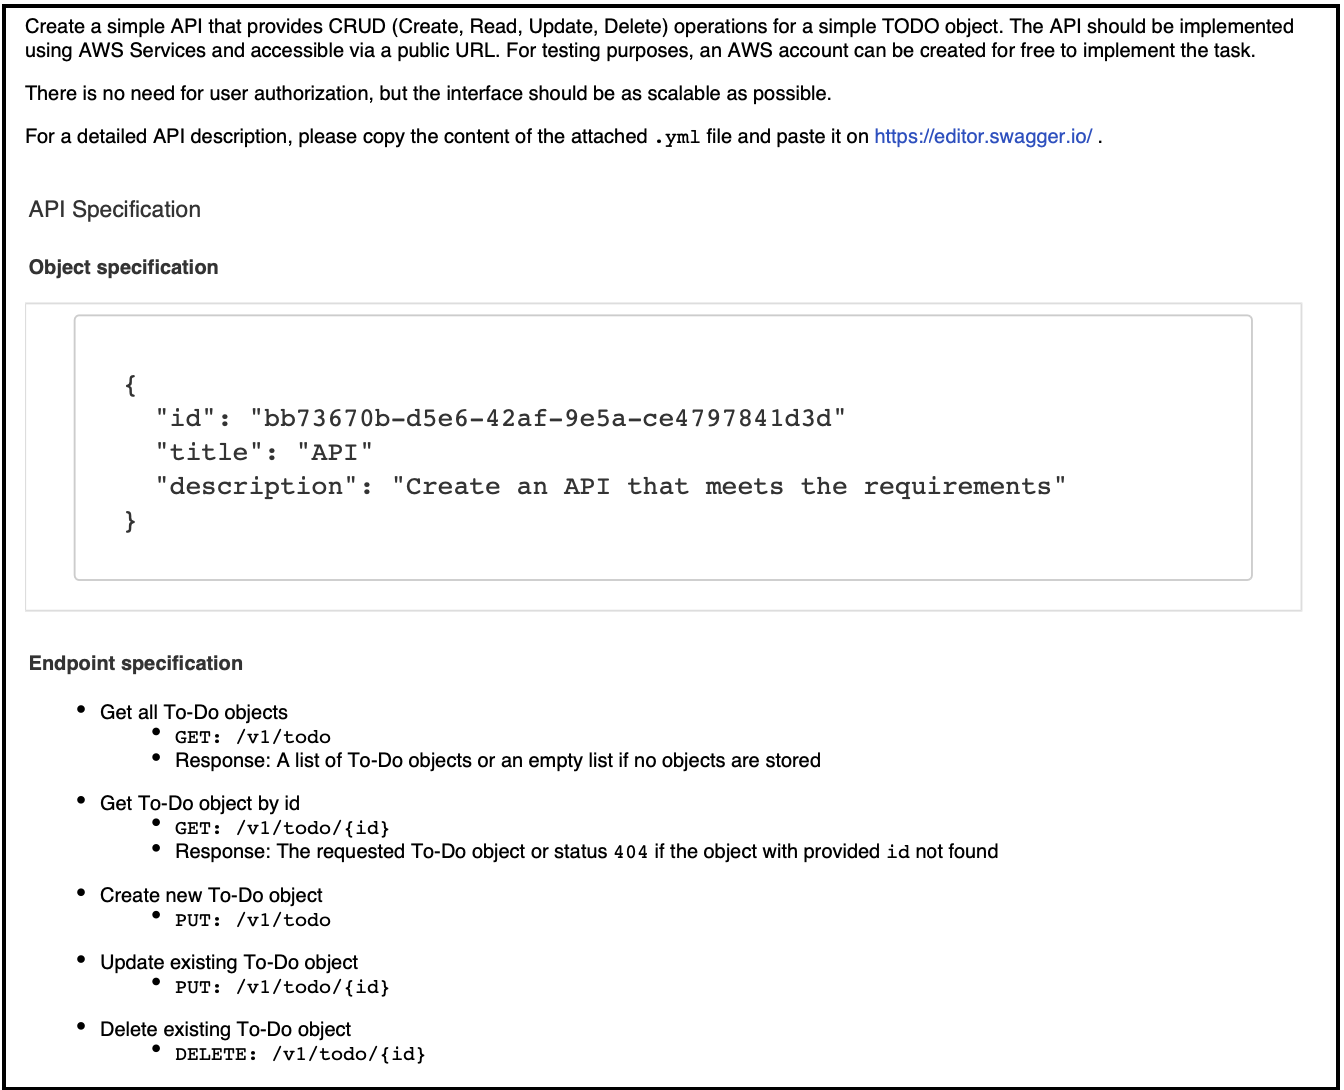 Create a simple API that provides CRUD (Create, Read, Update, Delete) operations for a simple TODO object. The API should be implemented
using AWS Services and accessible via a public URL. For testing purposes, an AWS account can be created for free to implement the task.
There is no need for user authorization, but the interface should be as scalable as possible.
For a detailed API description, please copy the content of the attached .yml file and paste it on https://editor.swagger.io/ .
API Specification
Object specification
{
"id": "bb73670b-d5e6-42af-9e5a-ce4797841d3d"
"title": "API"
"description": "Create an API that meets the requirements"
}
Endpoint specification
• Get all To-Do objects
• GET: /v1/todo
• Response: A list of To-Do objects or an empty list if no objects are stored
• Get To-Do object by id
• GET: /v1/todo/{id}
• Response: The requested To-Do object or status 404 if the object with provided id not found
• Create new To-Do object
• PUT: /v1/todo
• Update existing To-Do object
• PUT: /v1/todo/{id}
• Delete existing To-Do object
• DELETE: /v1/todo/{id}